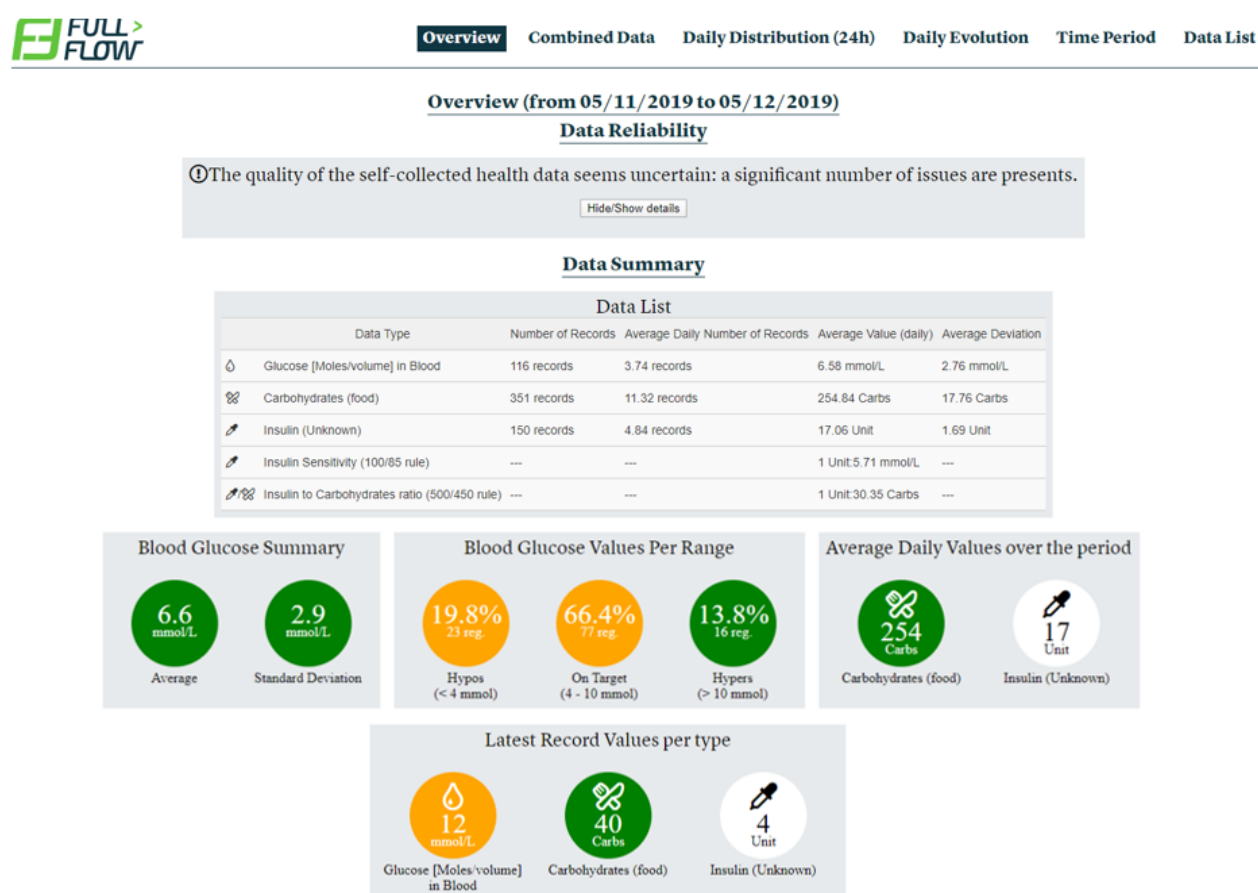 FULL >
FLOW
Overview Combined Data Daily Distribution (24h) Daily Evolution Time Period Data List
Overview (from 05/11/2019 to 05/12/2019)
Data Reliability
The quality of the self-collected health data seems uncertain: a significant number of issues are presents.
Hide/Show details
Data Summary
Data List
Data Type Number of Records Average Daily Number of Records Average Value (daily) Average Deviation
Glucose [Moles/volume] in Blood 116 records 3.74 records 6.58 mmol/L 2.76 mmol/L
Carbohydrates (food) 351 records 11.32 records 254.84 Carbs 17.76 Carbs
Insulin (Unknown) 150 records 4.84 records 17.06 Unit 1.69 Unit
Insulin Sensitivity (100/85 rule) --- --- 1 Unit:5.71 mmol/L ---
Insulin to Carbohydrates ratio (500/450 rule) --- --- 1 Unit:30.35 Carbs ---
Blood Glucose Summary
6.6 2.9
mmol/L mmol/L
Average Standard Deviation
Blood Glucose Values Per Range
19.8% 66.4% 13.8%
23 reg. 77 reg. 16 reg.
Hypos On Target Hypers
(< 4 mmol) (4 - 10 mmol) (> 10 mmol)
Average Daily Values over the period
254 17
Carbs Unit
Carbohydrates (food) Insulin (Unknown)
Latest Record Values per type
12 40 4
mmol/L Carbs Unit
Glucose [Moles/volume] Carbohydrates (food) Insulin (Unknown)
in Blood